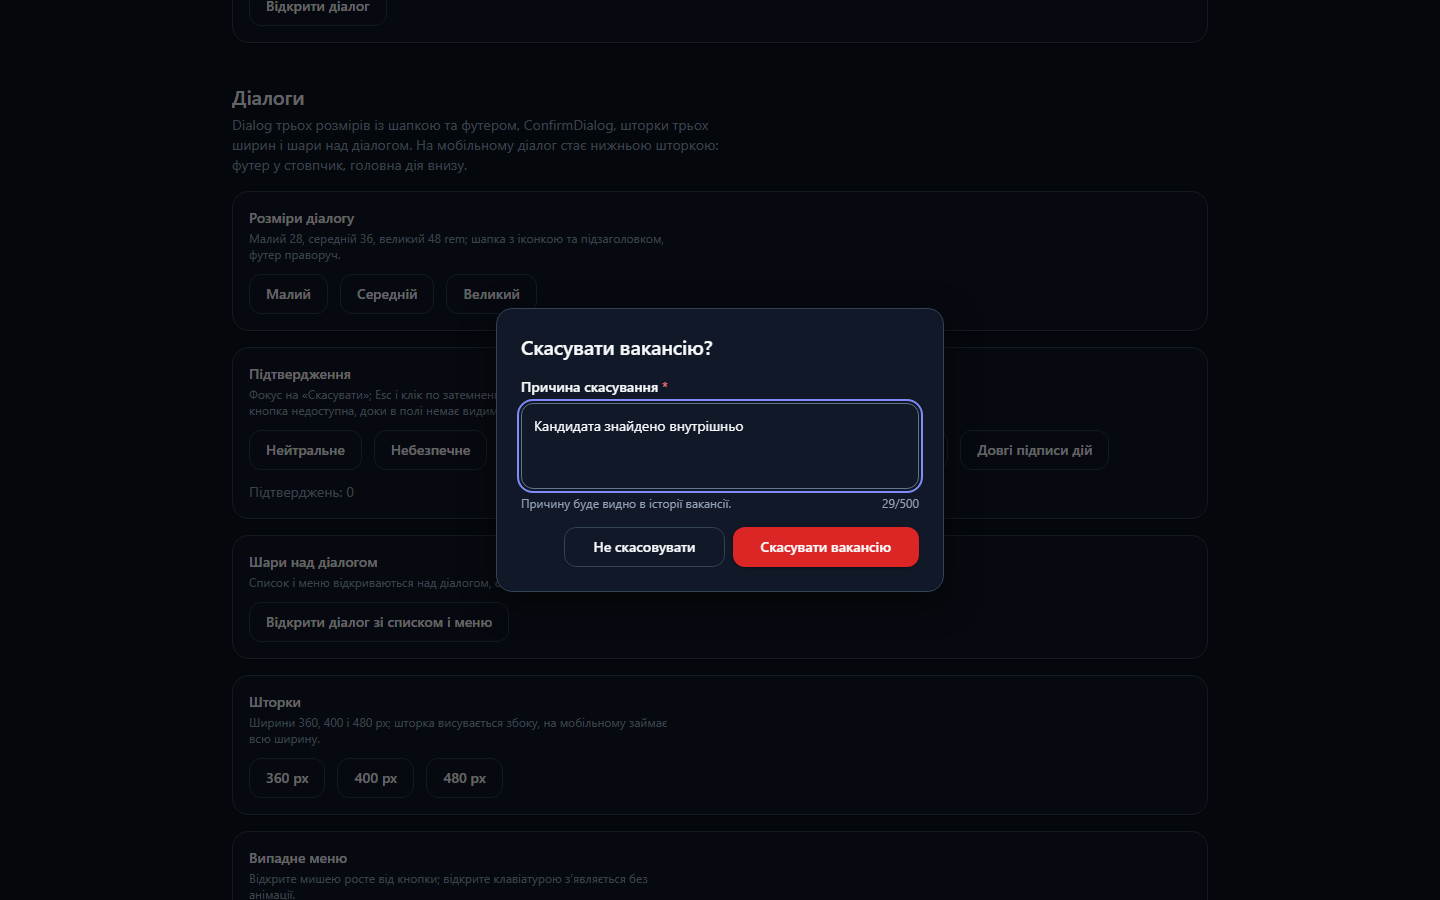 Відкрити діалог
Діалоги
Dialog трьох розмірів із шапкою та футером, ConfirmDialog, шторки трьох
ширин і шари над діалогом. На мобільному діалог стає нижньою шторкою:
футер у стовпчик, головна дія внизу.
Розміри діалогу
Малий 28, середній 36, великий 48 rem; шапка з іконкою та підзаголовком,
футер праворуч.
Малий
Середній
Великий
Підтвердження
Фокус на «Скасувати»; Esc і клік по
кнопка недоступна, доки в полі немає
Нейтральне
Небезпечне
Довгі підписи дій
Підтверджень: 0
Скасувати вакансію?
Причина скасування *
Кандидата знайдено внутрішньо
Причину буде видно в історії вакансії.
29/500
Не скасовувати
Скасувати вакансію
Шари над діалогом
Список і меню відкриваються над діалогом,
Відкрити діалог зі списком і меню
Шторки
Ширини 360, 400 і 480 px; шторка висувається збоку, на мобільному займає
всю ширину.
360 px
400 px
480 px
Випадне меню
Відкрите мишею росте від кнопки; відкрите клавіатурою з'являється без
анімації.